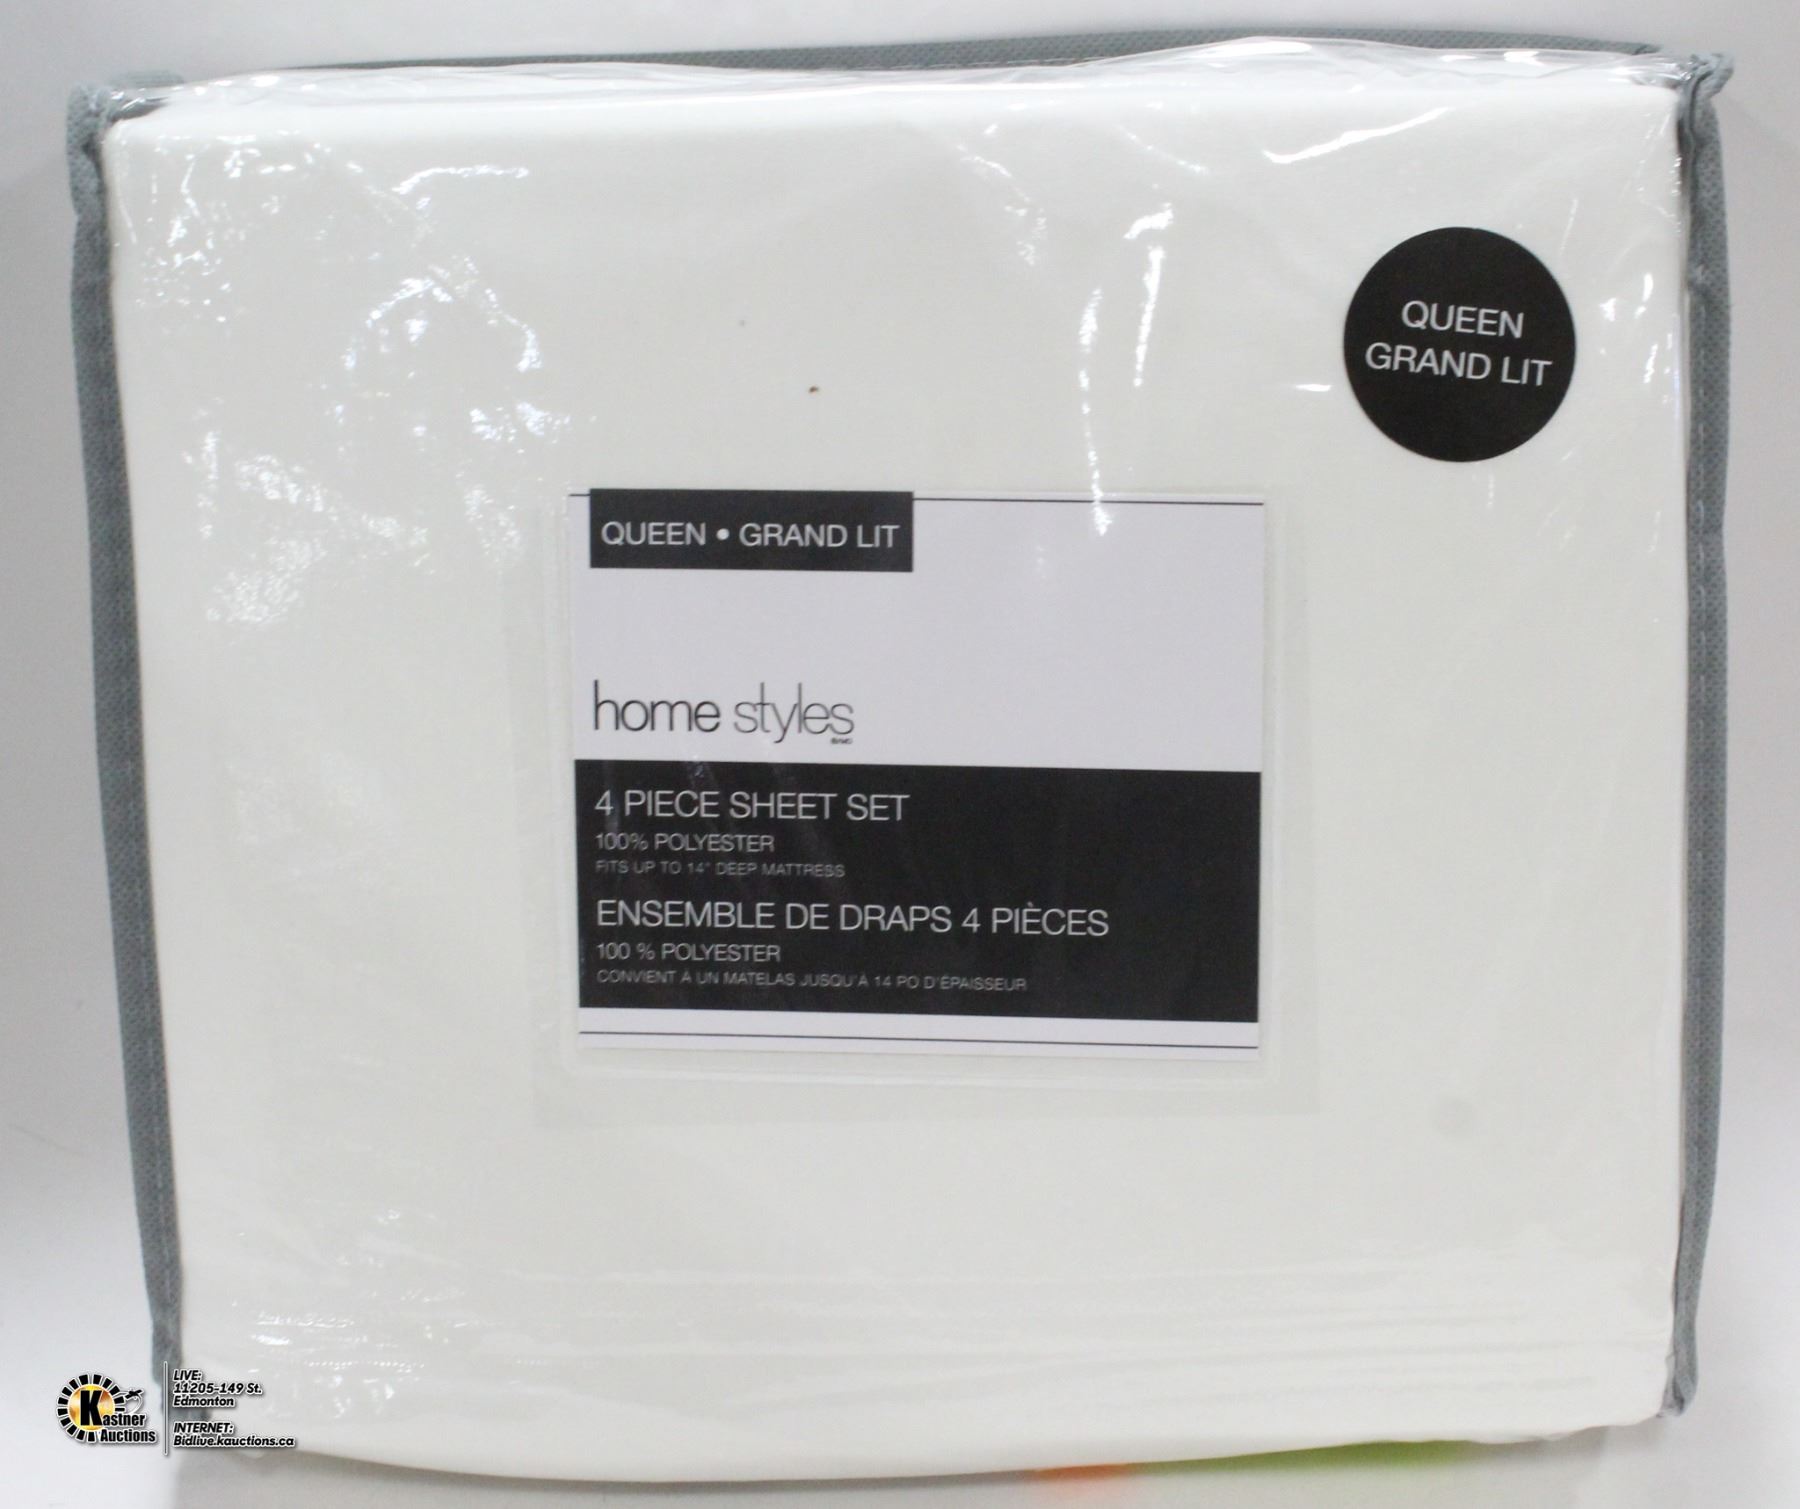 QUEEN
GRAND LIT
QUEEN • GRAND LIT
home styles
4 PIECE SHEET SET
100% POLYESTER
FITS UP TO 14" DEEP MATTRESS
ENSEMBLE DE DRAPS 4 PIÈCES
100 % POLYESTER
CONVIENT À UN MATELAS JUSQU'À 14 PO D'ÉPAISSEUR
Kastner
Auctions
LIVE:
11205-149 St.
Edmonton
INTERNET:
Bidlive.kauctions.ca